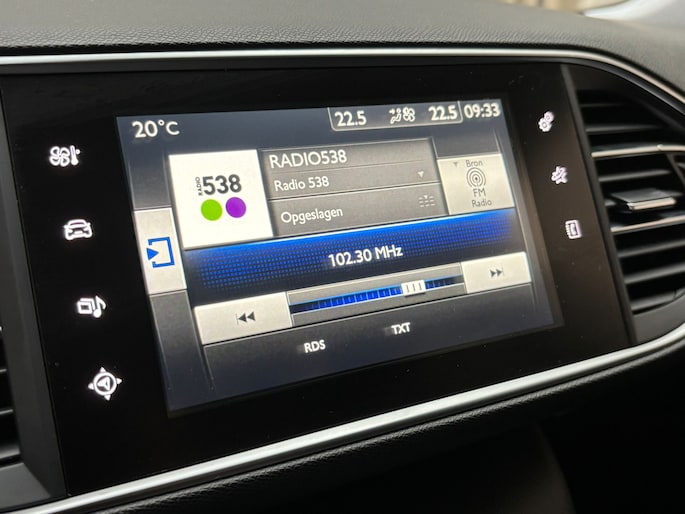 20°C
22.5
22.5
09:33
RADIO
538
RADIO538
Radio 538
Opgeslagen
Bron
FM
Radio
102.30 MHz
RDS
TXT